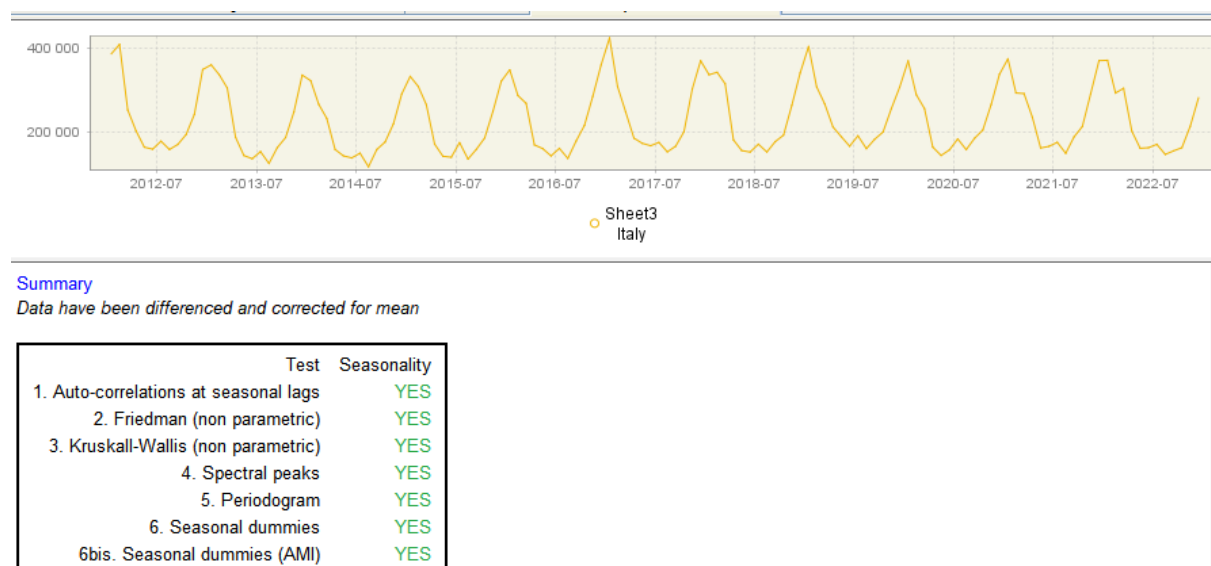 400 000
200 000
2012-07 2013-07 2014-07 2015-07 2016-07 2017-07 2018-07 2019-07 2020-07 2021-07 2022-07
Sheet3
Italy
Summary
Data have been differenced and corrected for mean
Test Seasonality
1. Auto-correlations at seasonal lags YES
2. Friedman (non parametric) YES
3. Kruskall-Wallis (non parametric) YES
4. Spectral peaks YES
5. Periodogram YES
6. Seasonal dummies YES
6bis. Seasonal dummies (AMI) YES